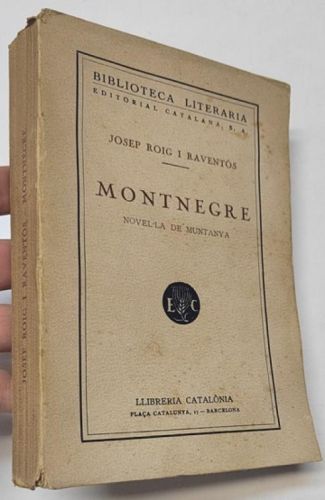 BIBLIOTECA LITERARIA
EDITORIAL CATALANA, S. A.
JOSEP ROIG I RAVENTÓS
MONTNEGRE
NOVEL·LA DE MUNTANYA
E C
LLIBRERIA CATALÒNIA
PLAÇA CATALUNYA, 17 — BARCELONA
JOSEP ROIG I RAVENTÓS MONTNEGRE